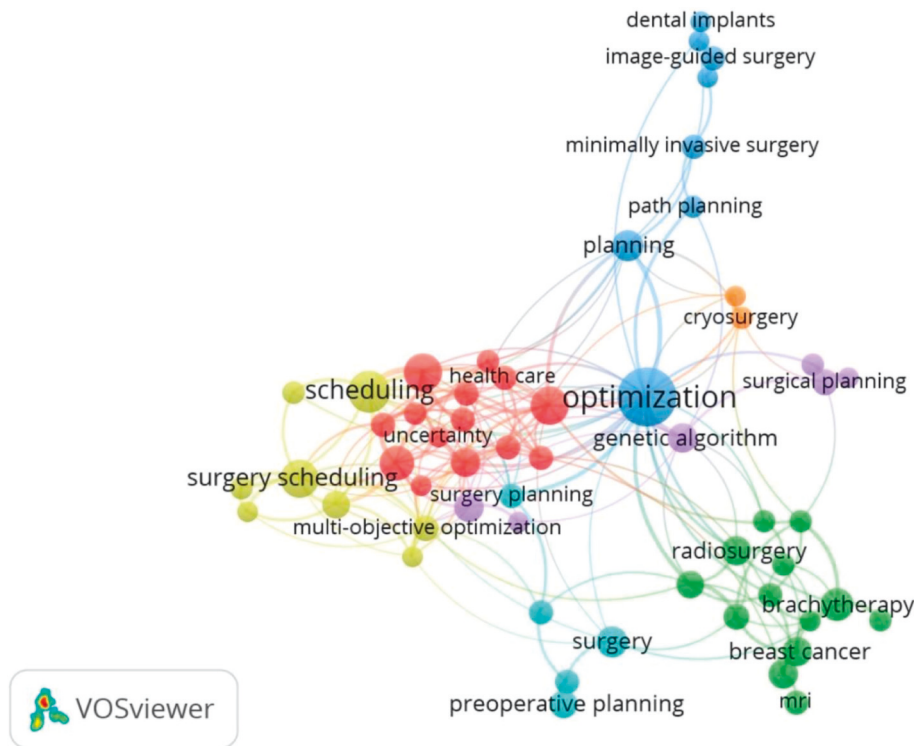 dental implants
image-guided surgery
minimally invasive surgery
path planning
planning
cryosurgery
health care
surgical planning
scheduling
optimization
uncertainty
genetic algorithm
surgery scheduling
surgery planning
multi-objective optimization
radiosurgery
brachytherapy
surgery
breast cancer
mri
preoperative planning
VOSviewer